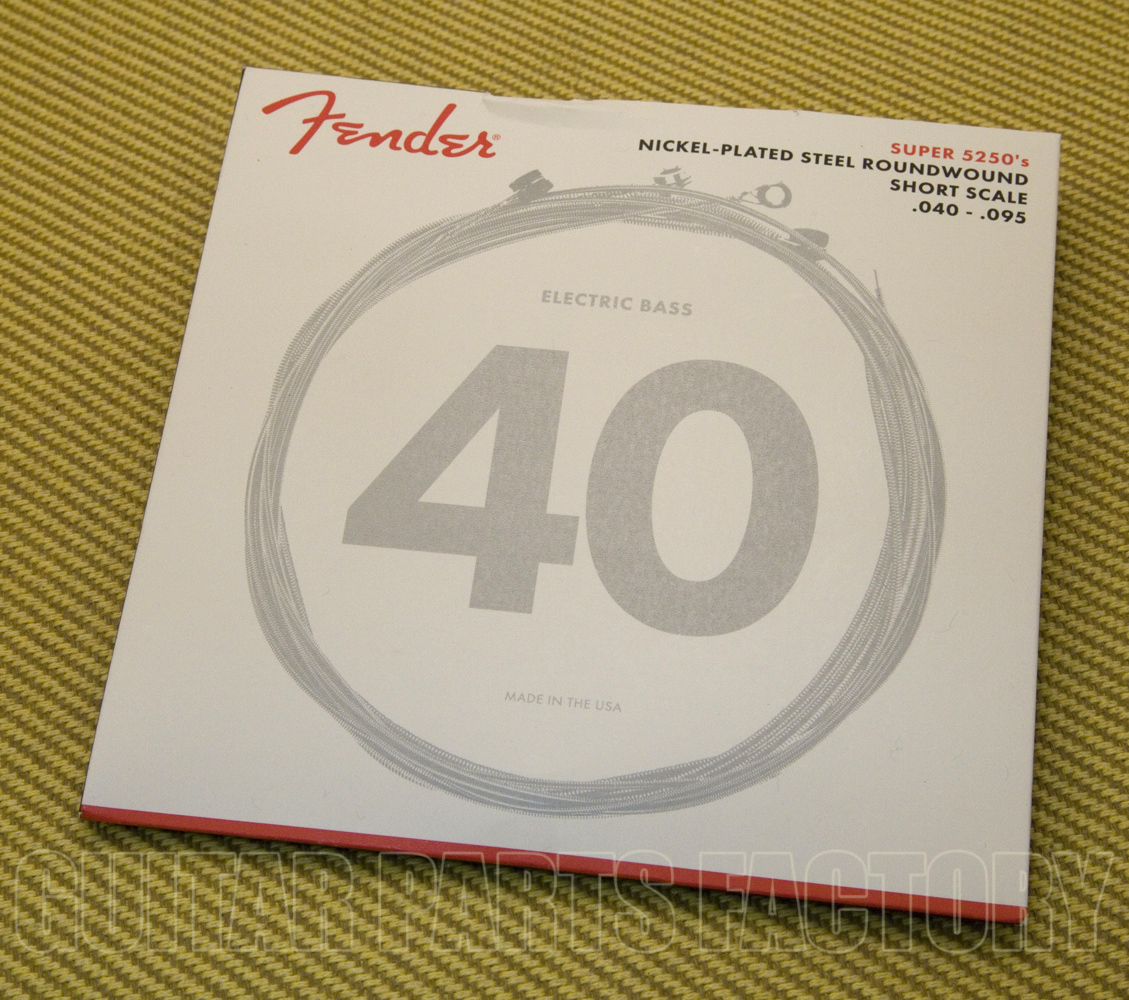 Fender®
SUPER 5250's
NICKEL-PLATED STEEL ROUNDWOUND
SHORT SCALE
.040 - .095
ELECTRIC BASS
40
MADE IN THE USA
GUITAR PARTS FACTORY